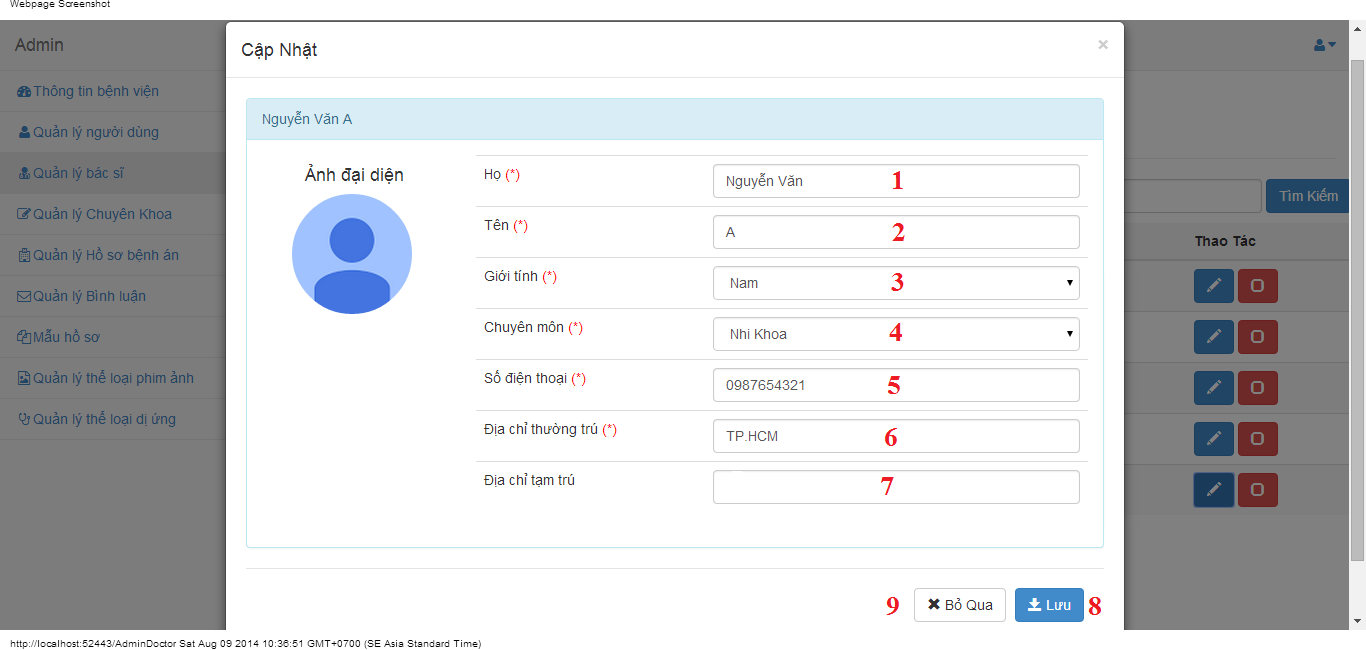 Webpage Screenshot
Admin
Thông tin bệnh viện
Quản lý người dùng
Quản lý bác sĩ
Quản lý Chuyên Khoa
Quản lý Hồ sơ bệnh án
Quản lý Bình luận
Mẫu hồ sơ
Quản lý thể loại phim ảnh
Quản lý thể loại dị ứng
Cập Nhật
×
Nguyễn Văn A
Ảnh đại diện
Họ (*) Nguyễn Văn 1
Tên (*) A 2
Giới tính (*) Nam 3
Chuyên môn (*) Nhi Khoa 4
Số điện thoại (*) 0987654321 5
Địa chỉ thường trú (*) TP.HCM 6
Địa chỉ tạm trú 7
9 Bỏ Qua Lưu 8
Tìm Kiếm
Thao Tác
http://localhost:52443/AdminDoctor Sat Aug 09 2014 10:36:51 GMT+0700 (SE Asia Standard Time)